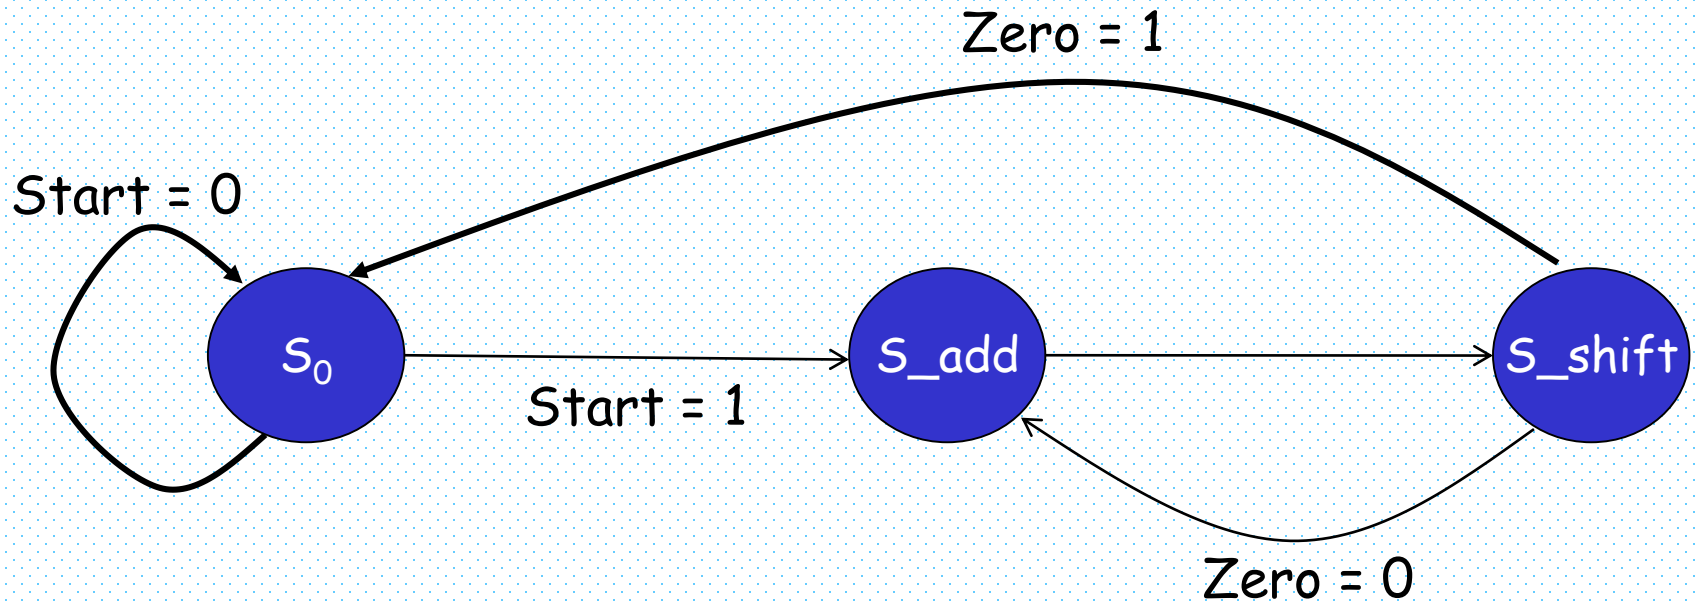 Zero = 1
Start = 0
S₀
S_add
S_shift
Start = 1
Zero = 0